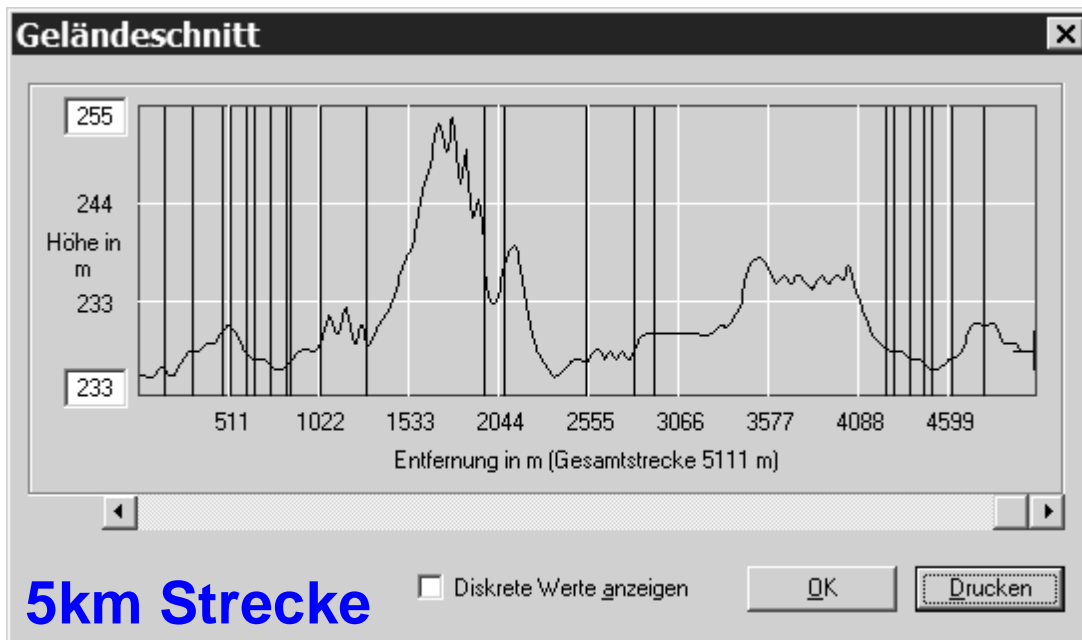 Geländeschnitt
255
244
Höhe in
m
233
233
511 1022 1533 2044 2555 3066 3577 4088 4599
Entfernung in m (Gesamtstrecke 5111 m)
5km Strecke
Diskrete Werte anzeigen
OK
Drucken